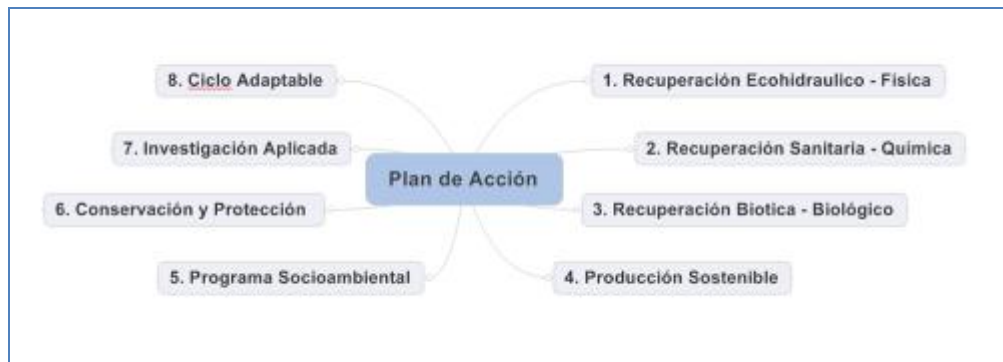 8. Ciclo Adaptable
1. Recuperación Ecohidraulico - Física
7. Investigación Aplicada
2. Recuperación Sanitaria - Química
Plan de Acción
6. Conservación y Protección
3. Recuperación Biotica - Biológico
5. Programa Socioambiental
4. Producción Sostenible